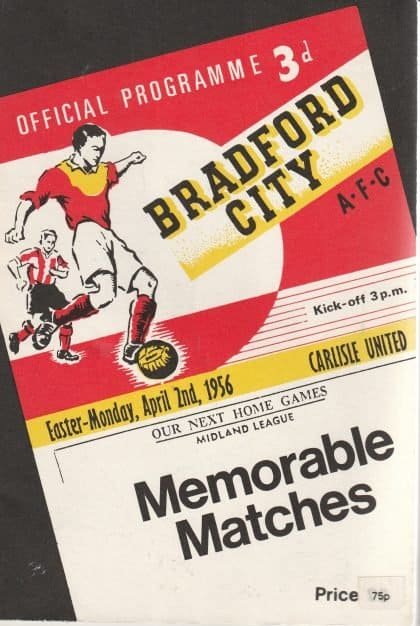 OFFICIAL PROGRAMME 3d
BRADFORD
CITY
A·F·C
Kick-off 3 p.m.
CARLISLE UNITED
Easter-Monday, April 2nd, 1956
OUR NEXT HOME GAMES
MIDLAND LEAGUE
Memorable
Matches
Price 75p